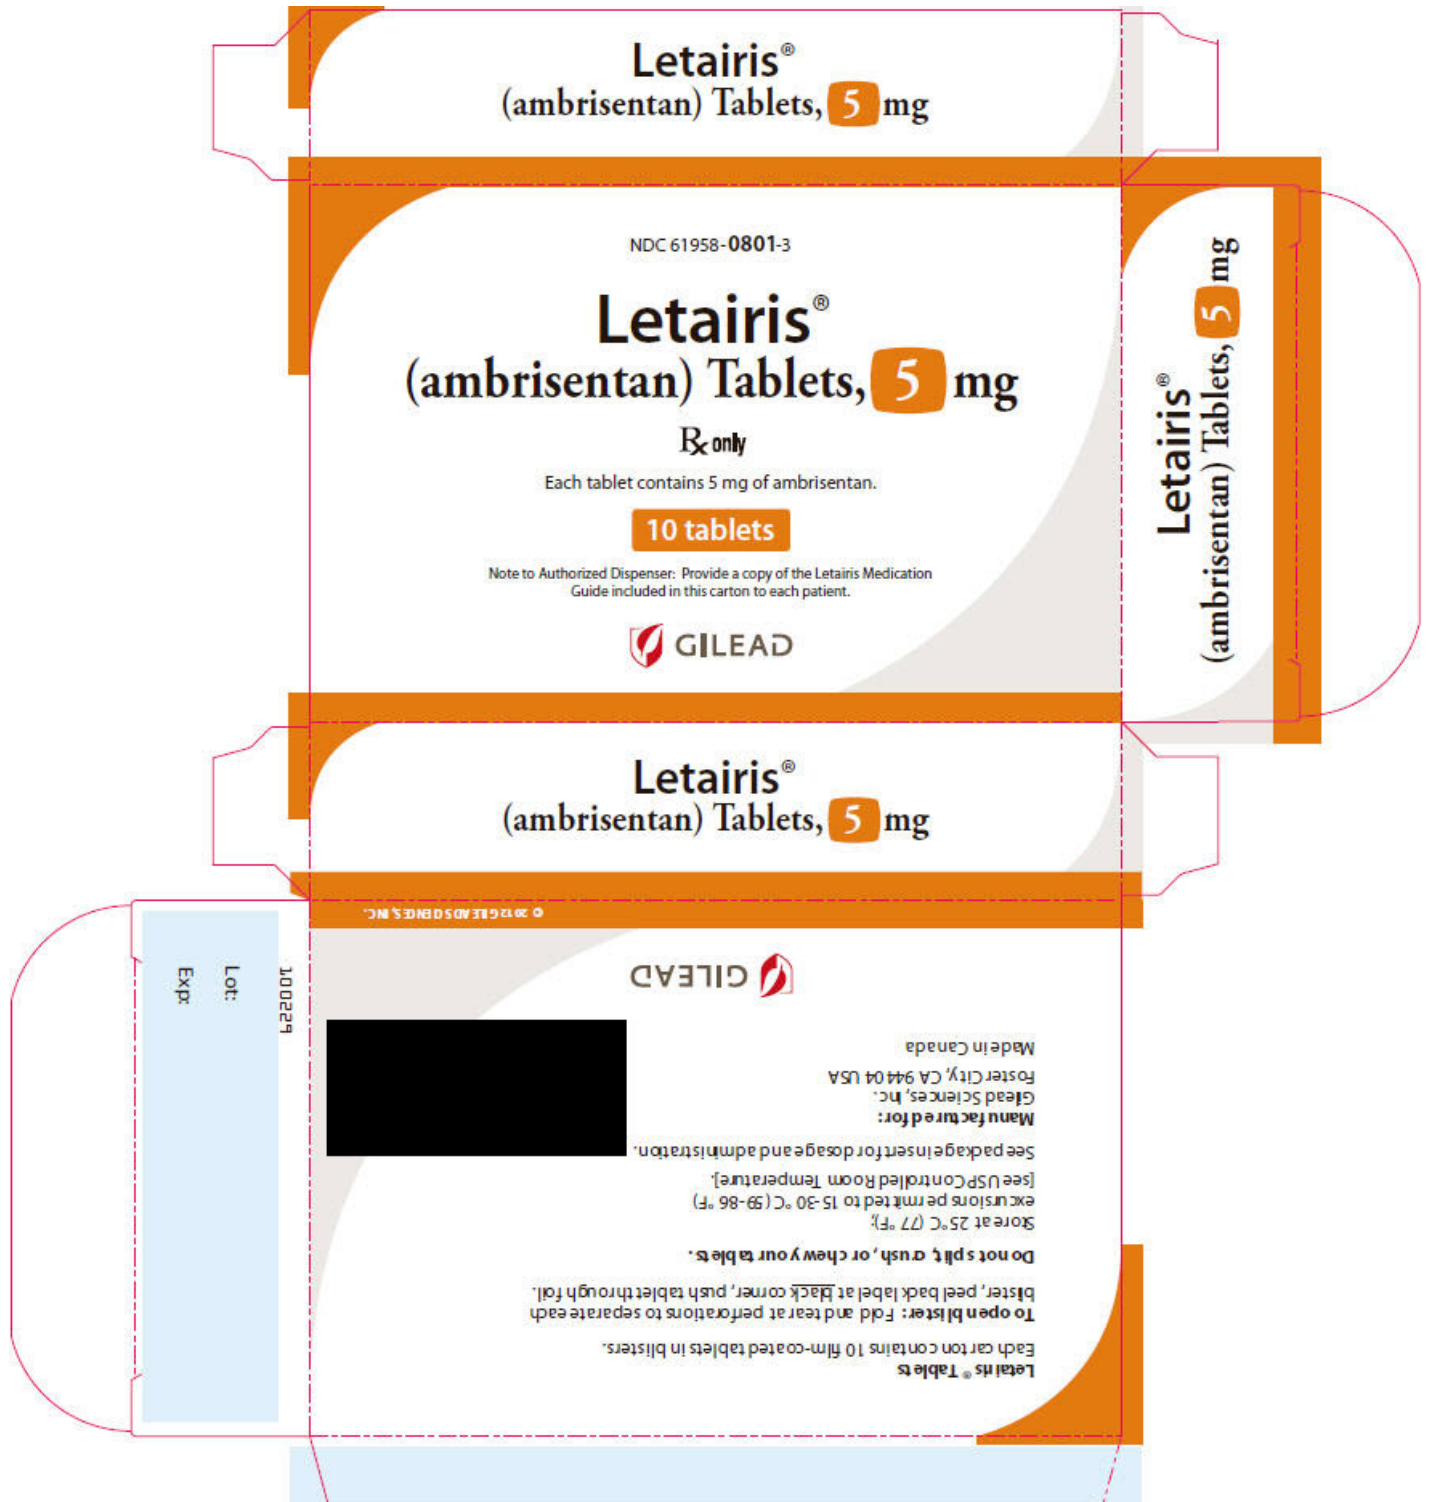 Letairis®
(ambrisentan) Tablets, 5 mg
NDC 61958-0801-3
Letairis®
(ambrisentan) Tablets, 5 mg
Rx only
Each tablet contains 5 mg of ambrisentan.
10 tablets
Note to Authorized Dispenser: Provide a copy of the Letairis Medication
Guide included in this carton to each patient.
GILEAD
Letairis®
(ambrisentan) Tablets, 5 mg
Letairis®
(ambrisentan) Tablets, 5 mg
Letairis® Tablets
Each carton contains 10 film-coated tablets in blisters.
To open blister: Fold and tear at perforations to separate each
blister, peel back label at black corner, push tablet through foil.
Do not split, crush, or chew your tablets.
Store at 25°C (77 °F);
excursions permitted to 15-30 °C (59-86 °F)
[see USP Controlled Room Temperature].
See package insert for dosage and administration.
Manufactured for:
Gilead Sciences, Inc.
Foster City, CA 94404 USA
Made in Canada
GILEAD
© 2012 GILEAD SCIENCES, INC.
100229
Lot:
Exp: